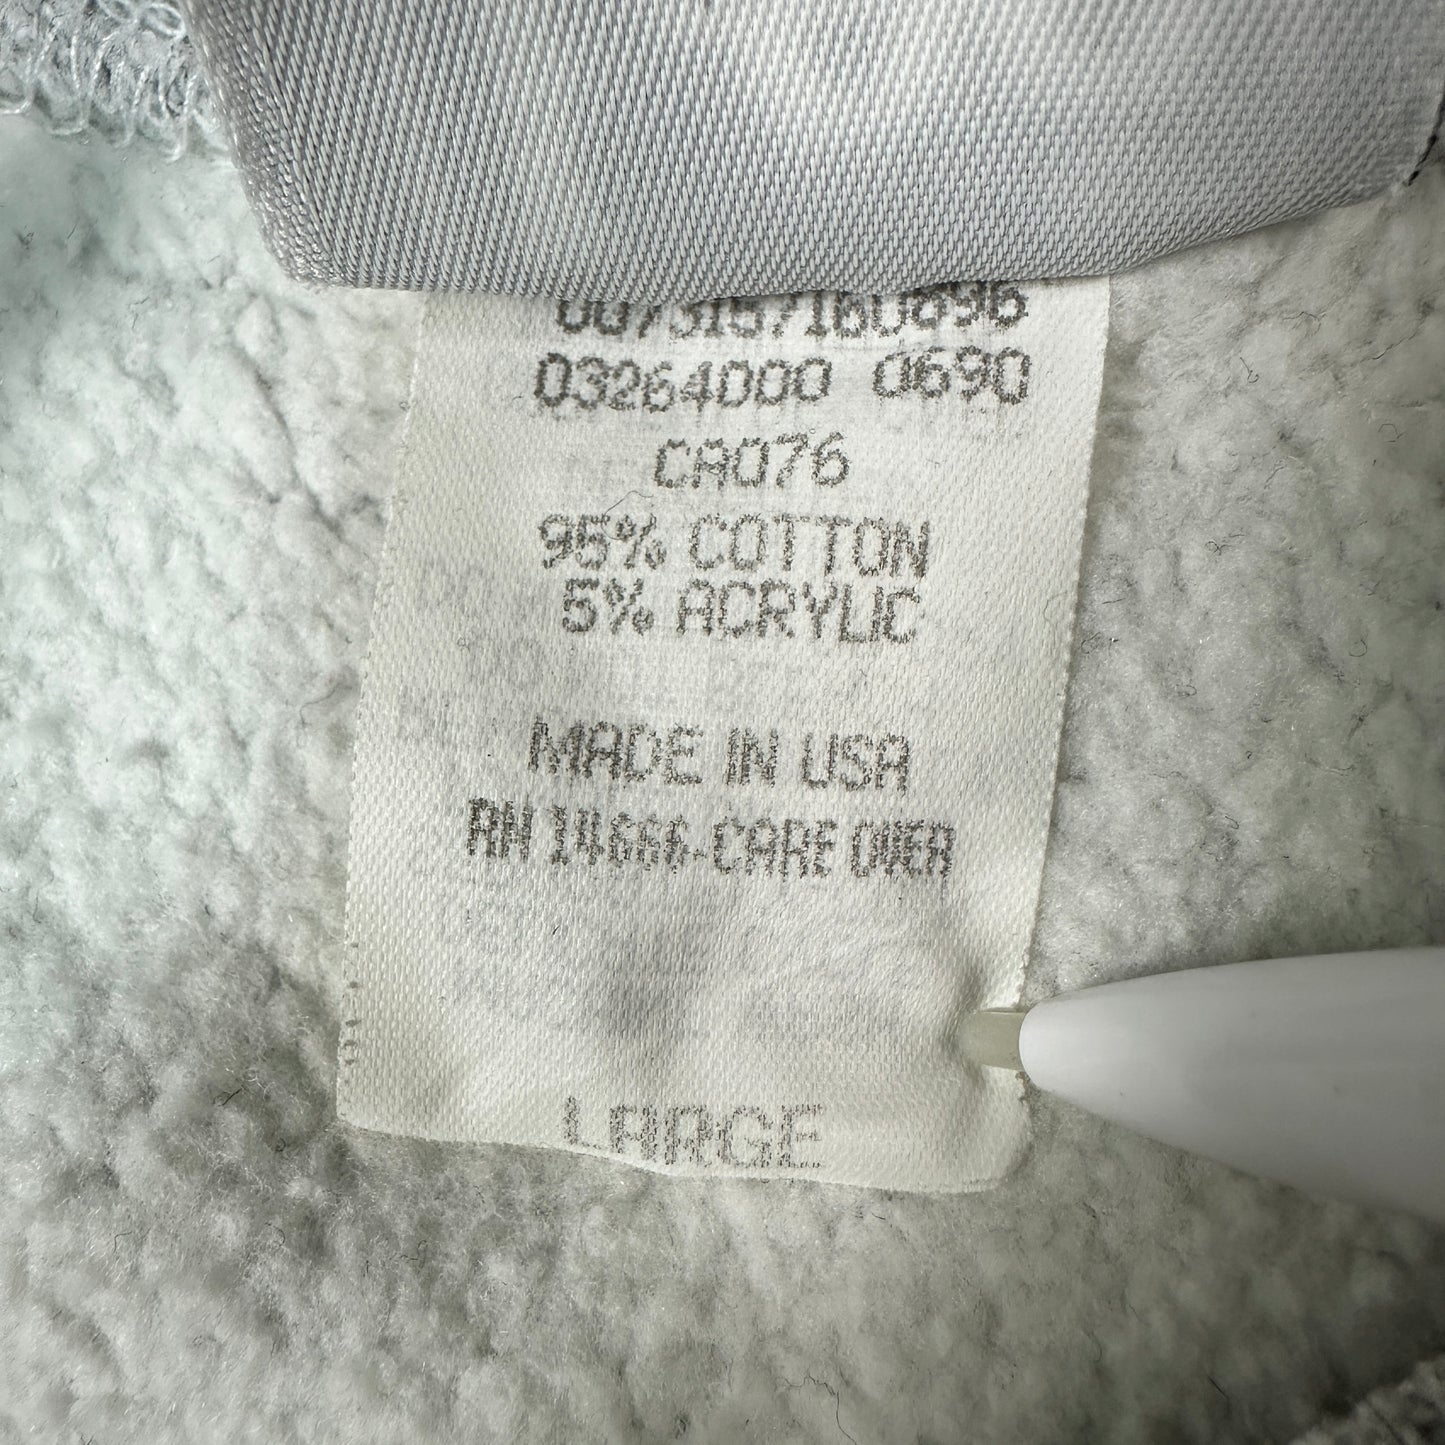 03264000 0690
CA076
95% COTTON
5% ACRYLIC
MADE IN USA
RN 14666-CARE OVER
LARGE